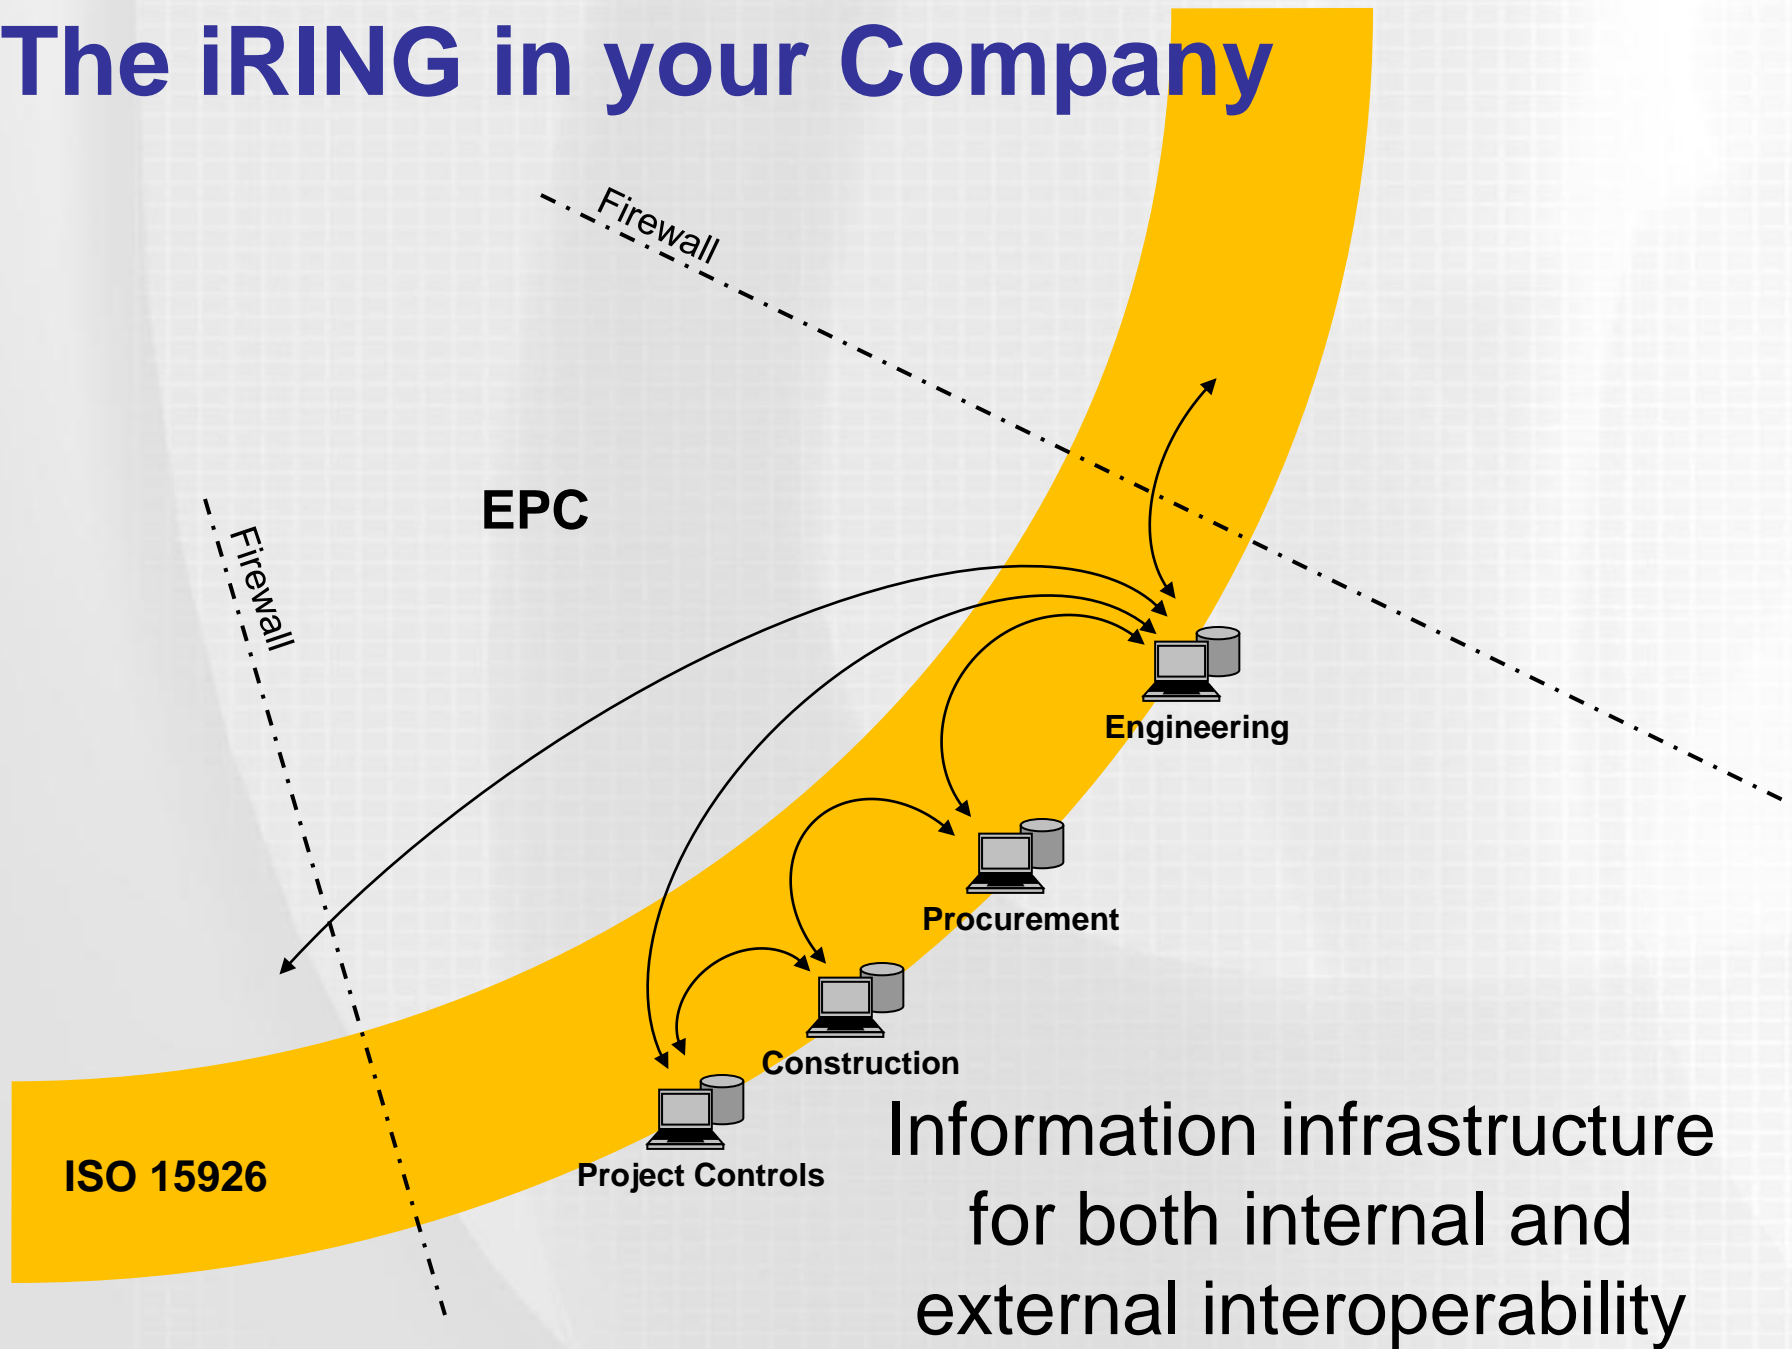 The iRING in your Company
Firewall
EPC
Firewall
Engineering
Procurement
Construction
Project Controls
ISO 15926
Information infrastructure
for both internal and
external interoperability